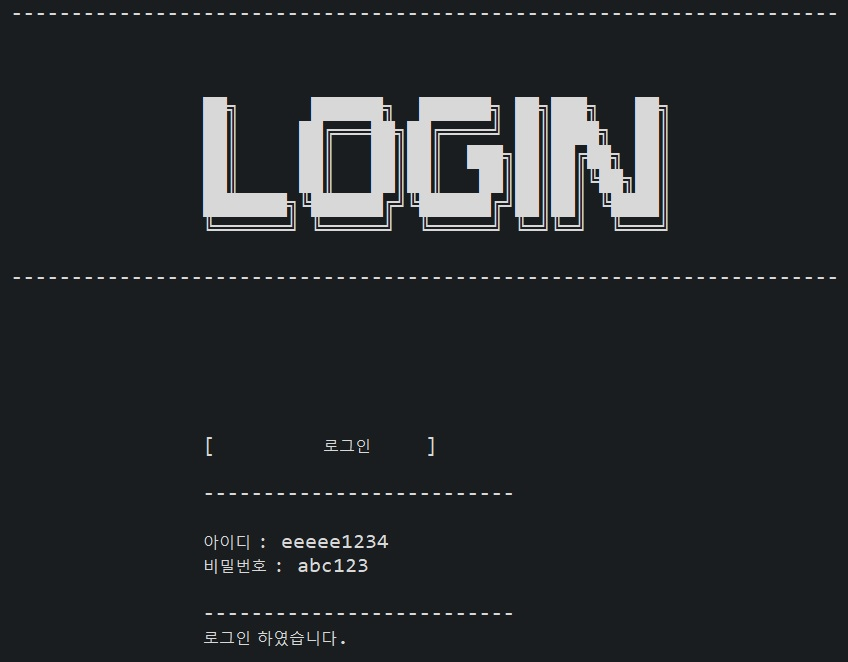 LOGIN
[ 로그인 ]
아이디 : eeeee1234
비밀번호 : abc123
로그인 하였습니다.